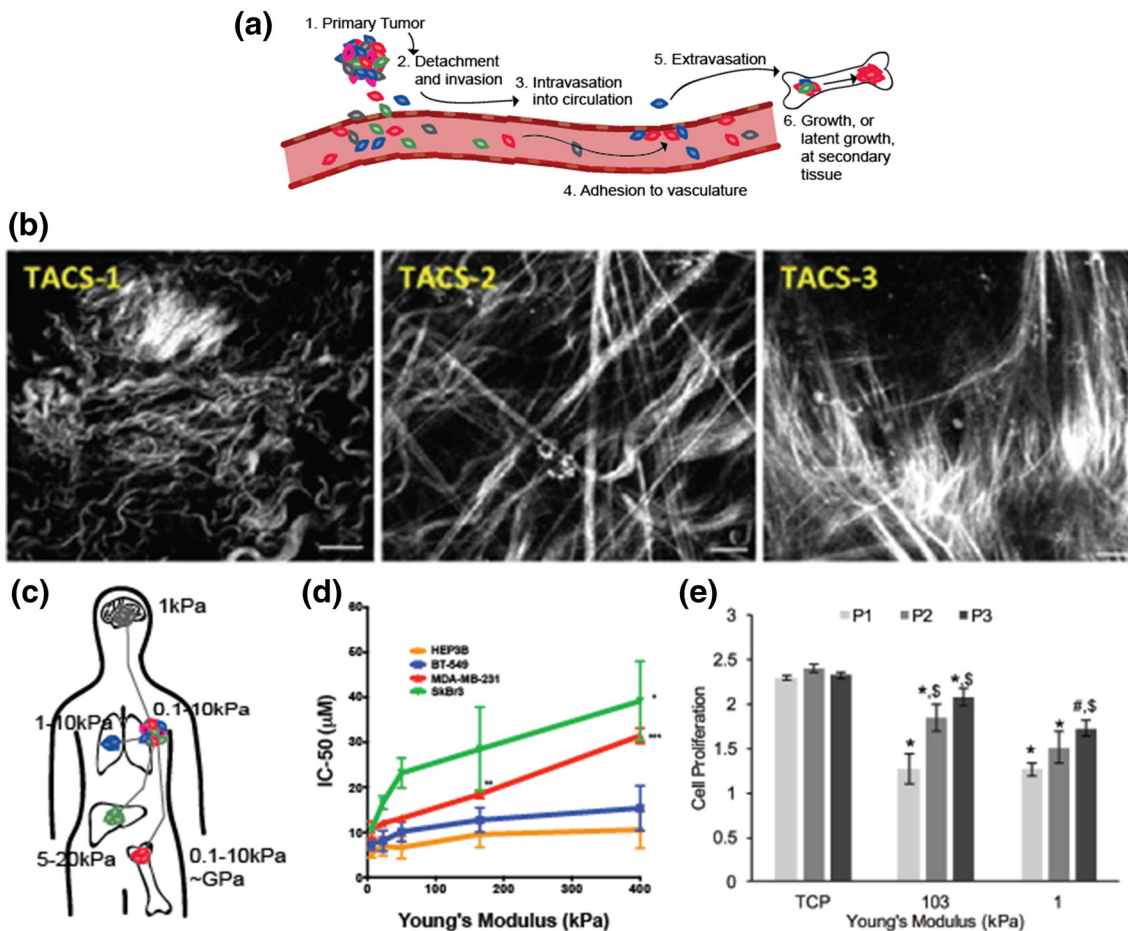 (a)
1. Primary Tumor
2. Detachment
and invasion
3. Intravasation
into circulation
4. Adhesion to vasculature
5. Extravasation
6. Growth, or
latent growth,
at secondary
tissue
(b)
TACS-1
TACS-2
TACS-3
(c)
1kPa
1-10kPa
0.1-10kPa
5-20kPa
0.1-10kPa
~GPa
(d)
IC-50 (μM)
60
40
30
20
10
0
HEP3B
BT-549
MDA-MB-231
SkBr3
*
***
**
0
100
200
300
400
Young's Modulus (kPa)
(e)
Cell Proliferation
3
2.5
2
1.5
1
0.5
0
P1
P2
P3
*
*,$
*,$
*
*
#,$
TCP
103
1
Young's Modulus (kPa)